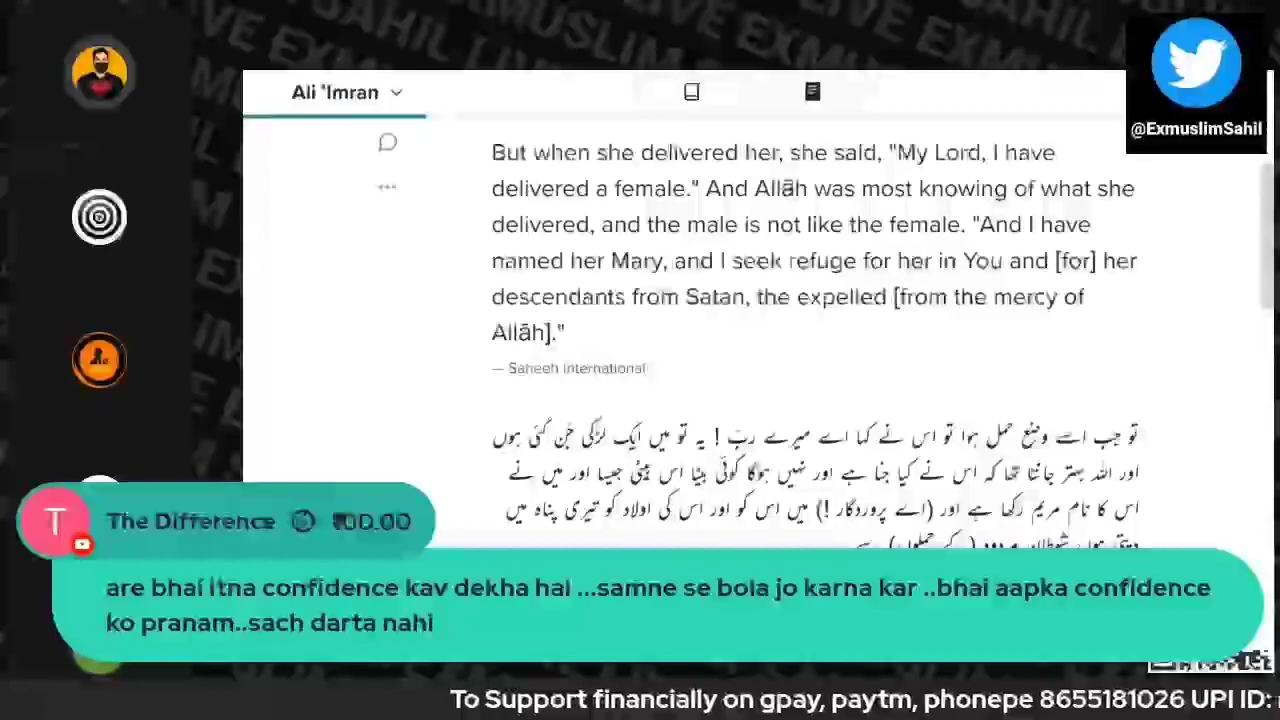 @ExmuslimSahil
Ali 'Imran
But when she delivered her, she said, "My Lord, I have
delivered a female." And Allāh was most knowing of what she
delivered, and the male is not like the female. "And I have
named her Mary, and I seek refuge for her in You and [for] her
descendants from Satan, the expelled [from the mercy of
Allāh]."
— Saheeh International
تو جب اسے وضع حمل ہوا تو اس نے کہا اے میرے ربّ ! یہ تو میں ایک لڑکی جَن گئی ہوں
اور اللہ بہتر جانتا تھا کہ اس نے کیا جنا ہے اور نہیں ہوگا کوئی بیٹا اس بیٹی جیسا اور میں نے
اس کا نام مریم رکھا ہے اور (اے پروردگار !) میں اس کو اور اس کی اولاد کو تیری پناہ میں
The Difference
are bhai itna confidence kav dekha hai ...samne se bola jo karna kar ..bhai aapka confidence
ko pranam..sach darta nahi
To Support financially on gpay, paytm, phonepe 8655181026 UPI ID: